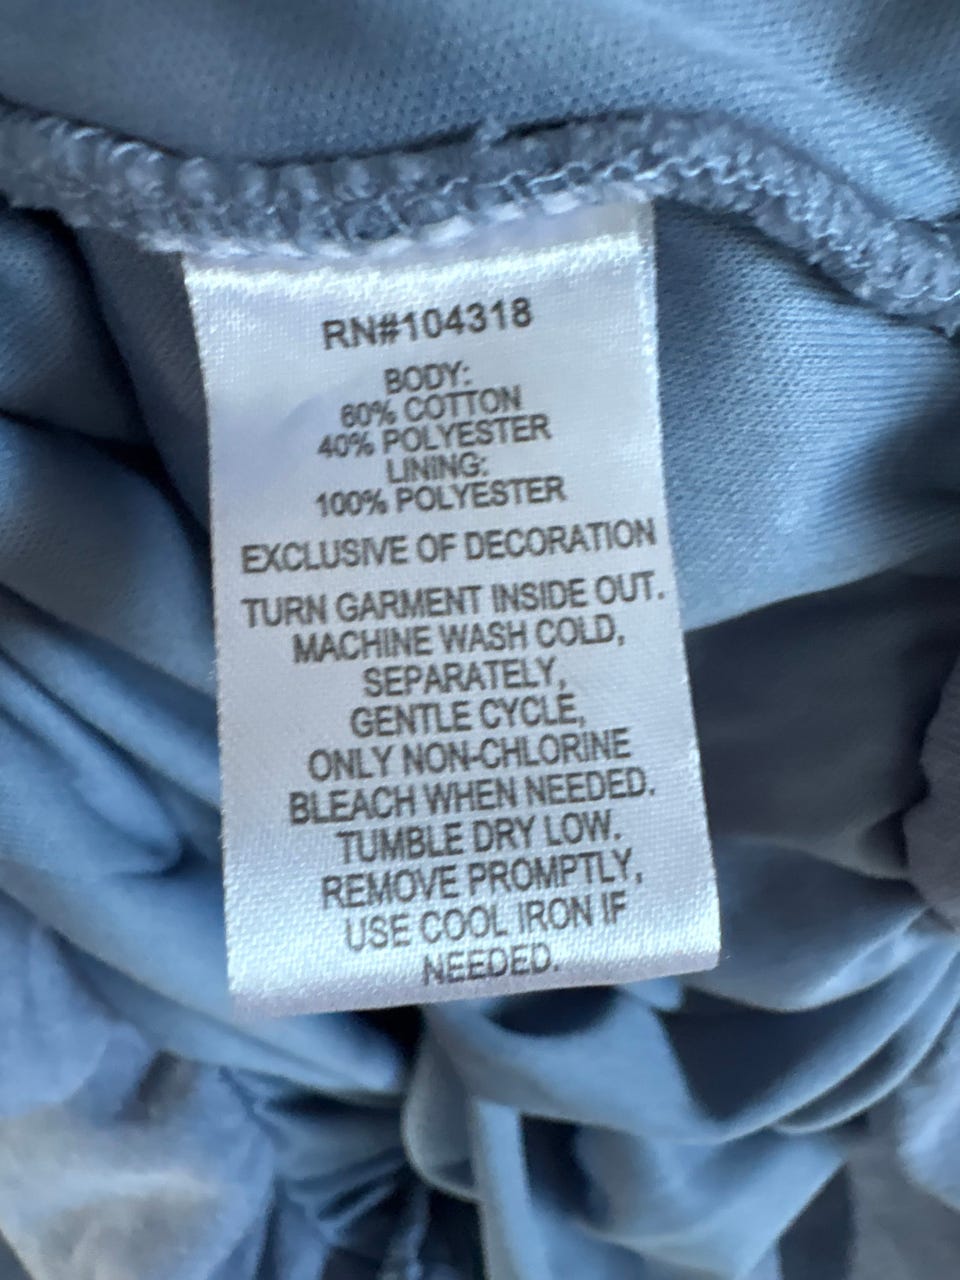 RN#104318
BODY:
60% COTTON
40% POLYESTER
LINING:
100% POLYESTER
EXCLUSIVE OF DECORATION
TURN GARMENT INSIDE OUT.
MACHINE WASH COLD,
SEPARATELY,
GENTLE CYCLE,
ONLY NON-CHLORINE
BLEACH WHEN NEEDED.
TUMBLE DRY LOW.
REMOVE PROMPTLY,
USE COOL IRON IF
NEEDED.